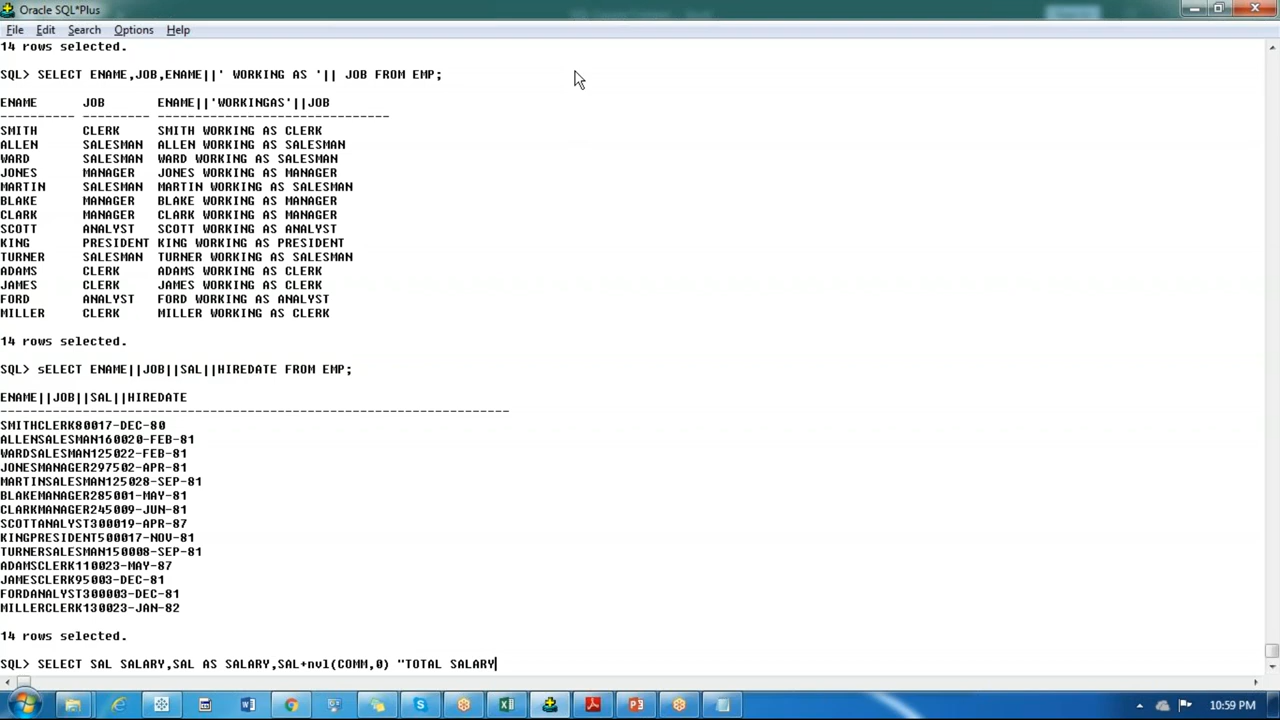 Oracle SQL*Plus
File Edit Search Options Help
14 rows selected.
SQL> SELECT ENAME,JOB,ENAME||' WORKING AS '|| JOB FROM EMP;
ENAME JOB ENAME||'WORKINGAS'||JOB
---------- --------- -------------------------------
SMITH CLERK SMITH WORKING AS CLERK
ALLEN SALESMAN ALLEN WORKING AS SALESMAN
WARD SALESMAN WARD WORKING AS SALESMAN
JONES MANAGER JONES WORKING AS MANAGER
MARTIN SALESMAN MARTIN WORKING AS SALESMAN
BLAKE MANAGER BLAKE WORKING AS MANAGER
CLARK MANAGER CLARK WORKING AS MANAGER
SCOTT ANALYST SCOTT WORKING AS ANALYST
KING PRESIDENT KING WORKING AS PRESIDENT
TURNER SALESMAN TURNER WORKING AS SALESMAN
ADAMS CLERK ADAMS WORKING AS CLERK
JAMES CLERK JAMES WORKING AS CLERK
FORD ANALYST FORD WORKING AS ANALYST
MILLER CLERK MILLER WORKING AS CLERK
14 rows selected.
SQL> sELECT ENAME||JOB||SAL||HIREDATE FROM EMP;
ENAME||JOB||SAL||HIREDATE
--------------------------------------------------------------------
SMITHCLERK80017-DEC-80
ALLENSALESMAN160020-FEB-81
WARDSALESMAN125022-FEB-81
JONESMANAGER297502-APR-81
MARTINSALESMAN125028-SEP-81
BLAKEMANAGER285001-MAY-81
CLARKMANAGER245009-JUN-81
SCOTTANALYST300019-APR-87
KINGPRESIDENT500017-NOV-81
TURNERSALESMAN150008-SEP-81
ADAMSCLERK110023-MAY-87
JAMESCLERK95003-DEC-81
FORDANALYST300003-DEC-81
MILLERCLERK130023-JAN-82
14 rows selected.
SQL> SELECT SAL SALARY,SAL AS SALARY,SAL+nvl(COMM,0) "TOTAL SALARY
10:59 PM